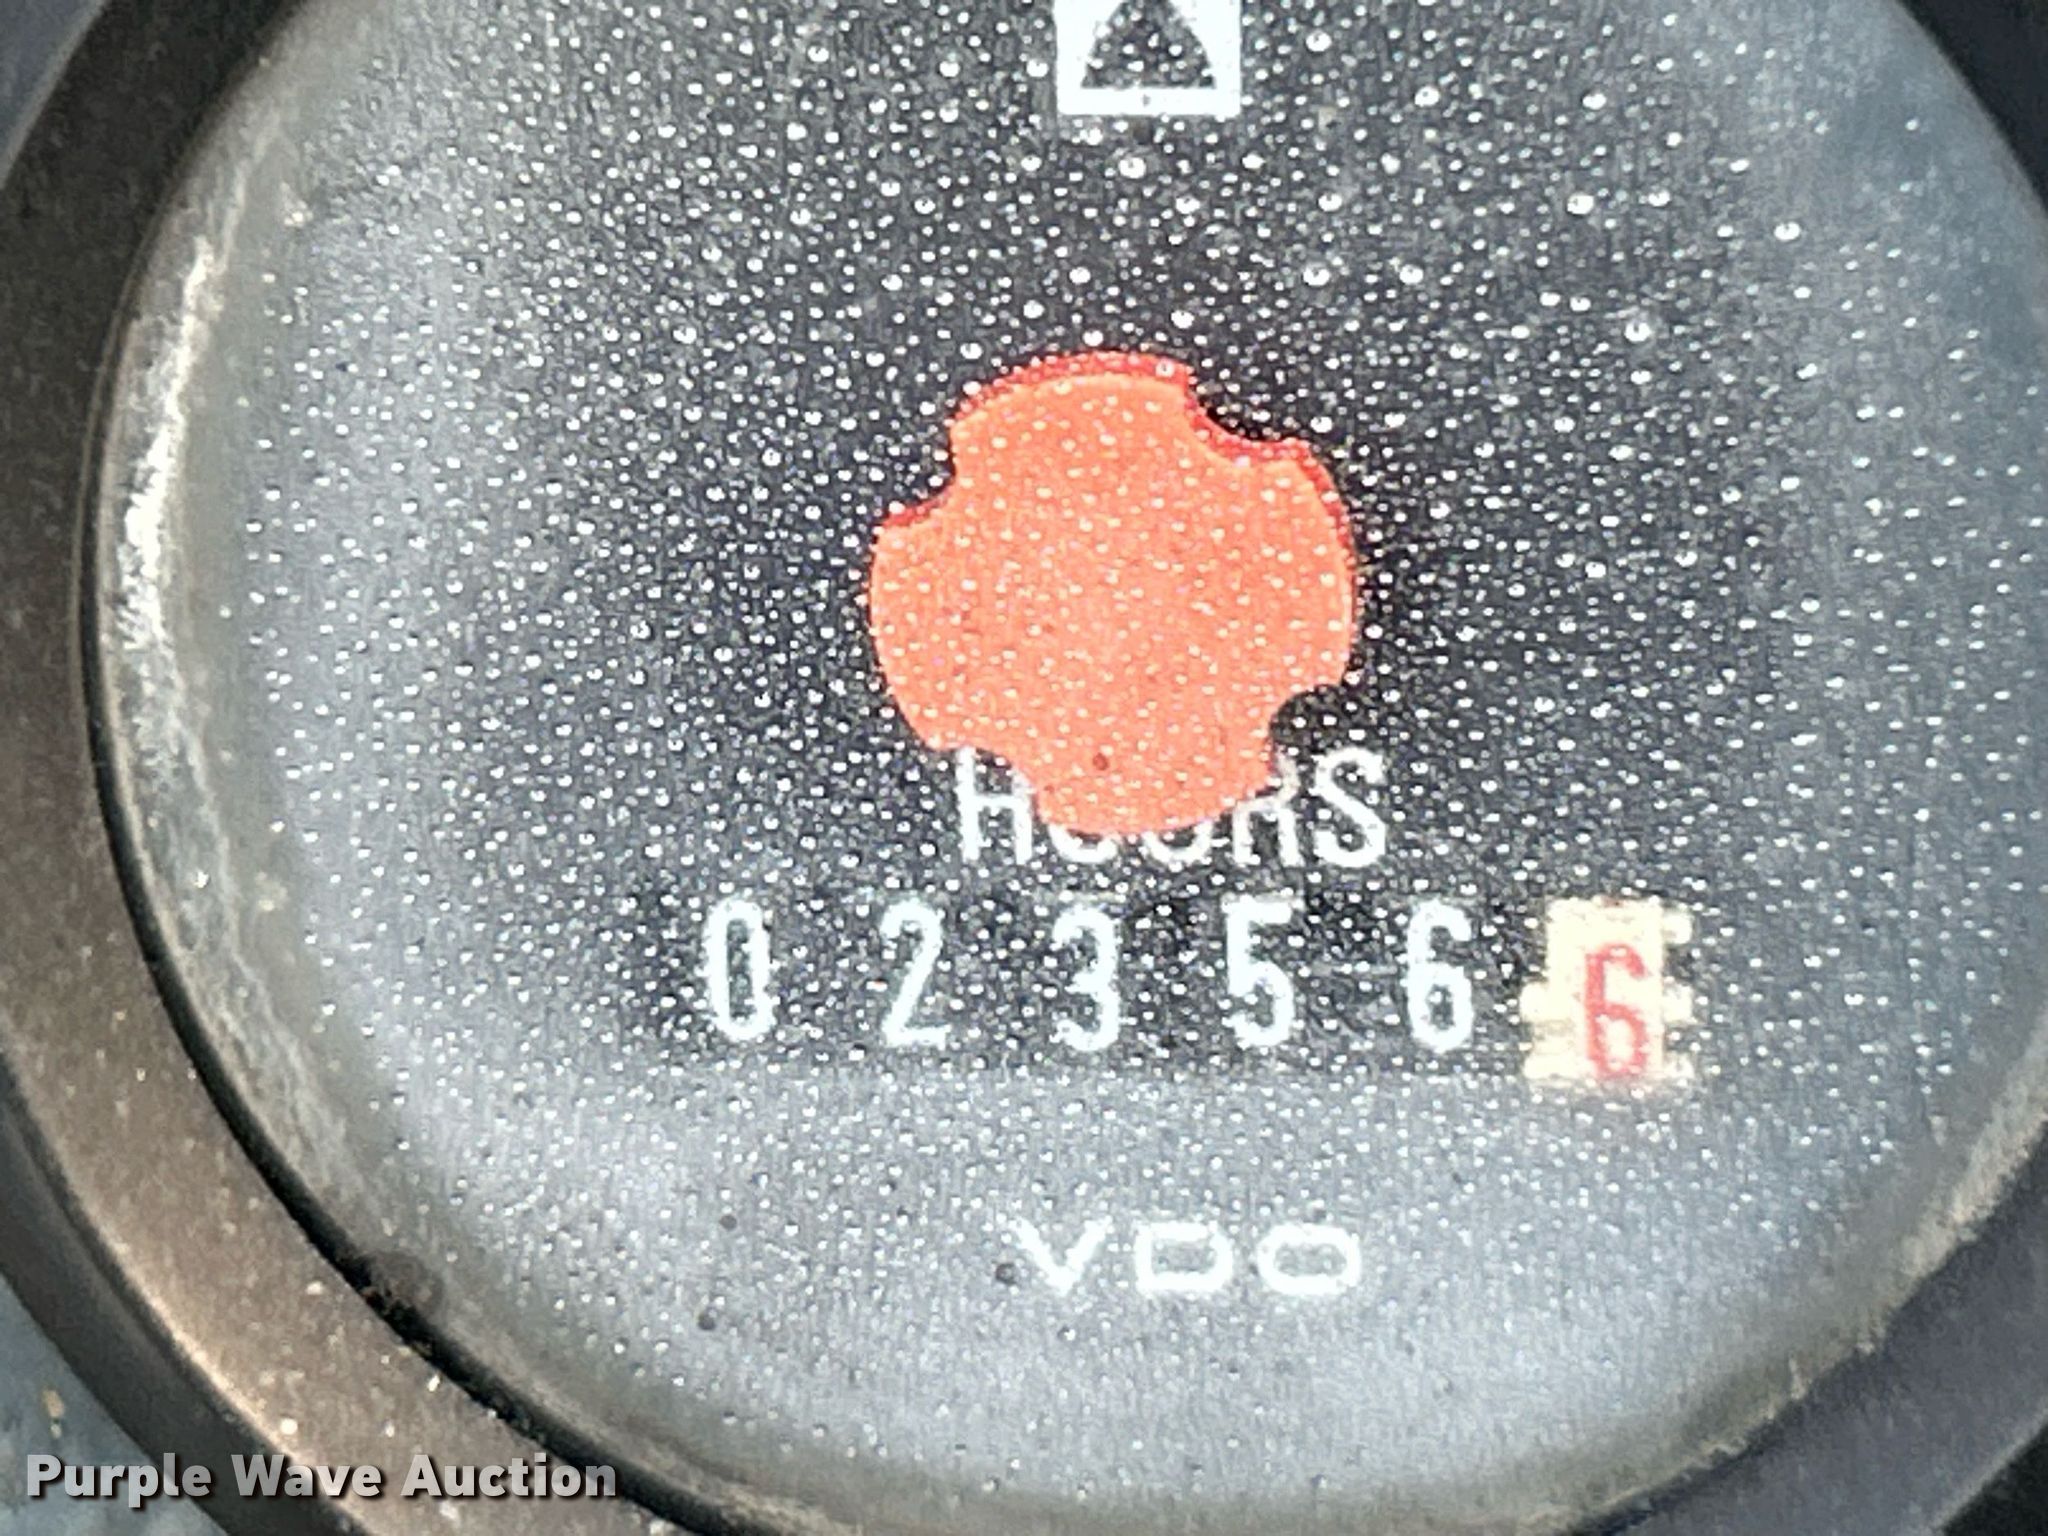 HOURS
0 2 3 5 6 6
VDO
Purple Wave Auction